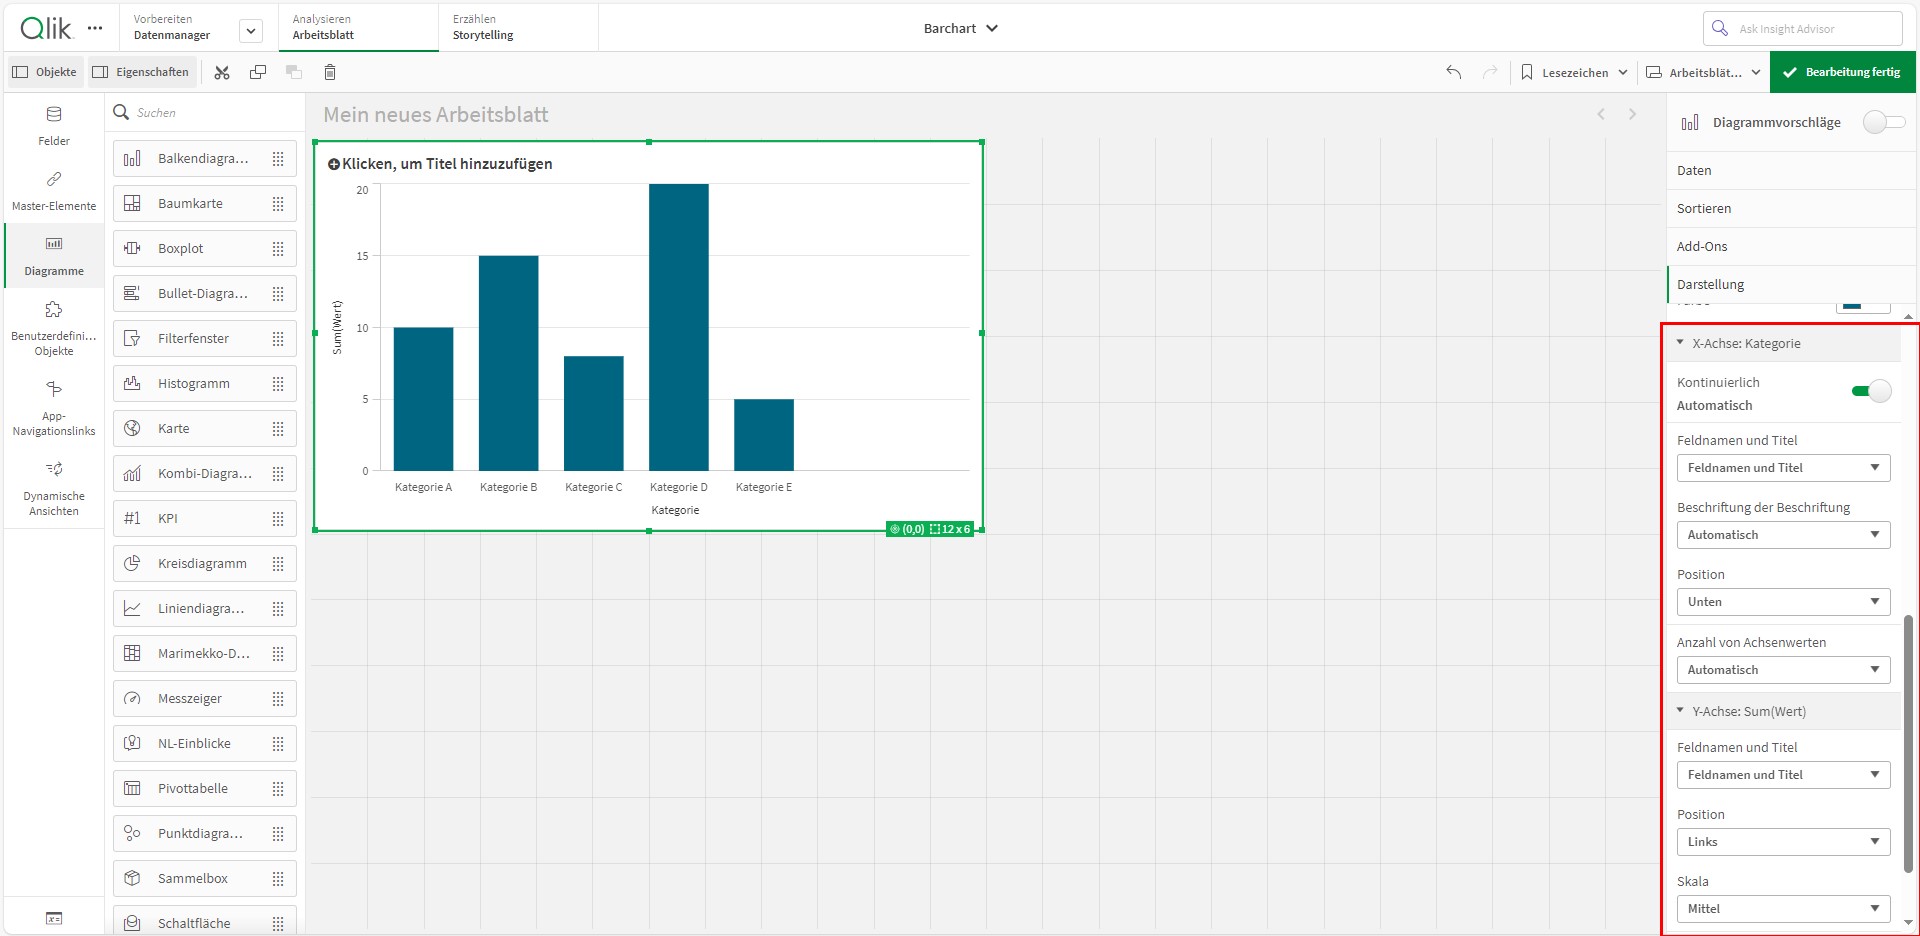 Qlik
Vorbereiten
Datenmanager
Analysieren
Arbeitsblatt
Erzählen
Storytelling
Barchart
Ask Insight Advisor
Objekte
Eigenschaften
Lesezeichen
Arbeitsblät...
Bearbeitung fertig
Felder
Master-Elemente
Diagramme
Benutzerdefini...
Objekte
App-
Navigationslinks
Dynamische
Ansichten
Suchen
Balkendiagra...
Baumkarte
Boxplot
Bullet-Diagra...
Filterfenster
Histogramm
Karte
Kombi-Diagra...
#1 KPI
Kreisdiagramm
Liniendiagra...
Marimekko-D...
Messzeiger
NL-Einblicke
Pivottabelle
Punktdiagra...
Sammelbox
Schaltfläche
Mein neues Arbeitsblatt
Klicken, um Titel hinzuzufügen
20
15
10
5
0
Sum(Wert)
Kategorie A
Kategorie B
Kategorie C
Kategorie D
Kategorie E
Kategorie
(0,0) 12 x 6
Diagrammvorschläge
Daten
Sortieren
Add-Ons
Darstellung
X-Achse: Kategorie
Kontinuierlich
Automatisch
Feldnamen und Titel
Feldnamen und Titel
Beschriftung der Beschriftung
Automatisch
Position
Unten
Anzahl von Achsenwerten
Automatisch
Y-Achse: Sum(Wert)
Feldnamen und Titel
Feldnamen und Titel
Position
Links
Skala
Mittel